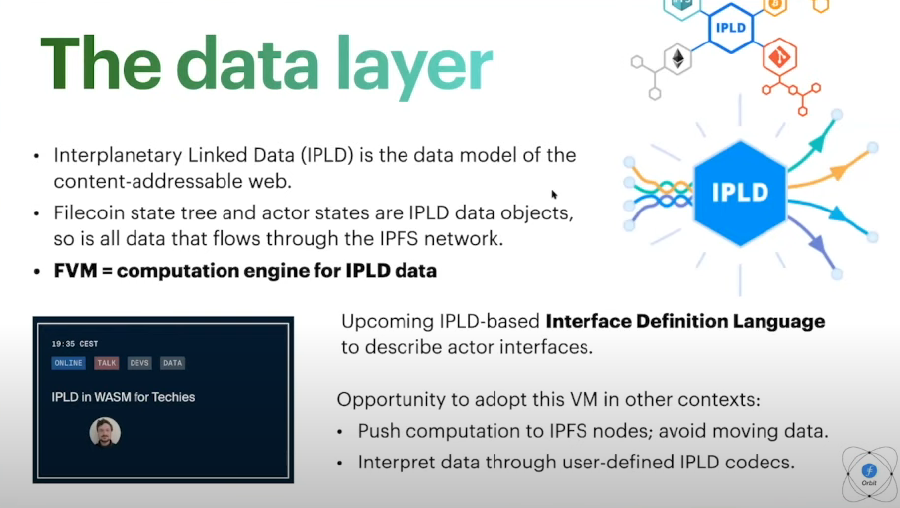 The data layer
IPLD
• Interplanetary Linked Data (IPLD) is the data model of the
content-addressable web.
• Filecoin state tree and actor states are IPLD data objects,
so is all data that flows through the IPFS network.
• FVM = computation engine for IPLD data
IPLD
19:35 CEST
ONLINE TALK DEVS DATA
IPLD in WASM for Techies
Upcoming IPLD-based Interface Definition Language
to describe actor interfaces.
Opportunity to adopt this VM in other contexts:
• Push computation to IPFS nodes; avoid moving data.
• Interpret data through user-defined IPLD codecs.
Orbit